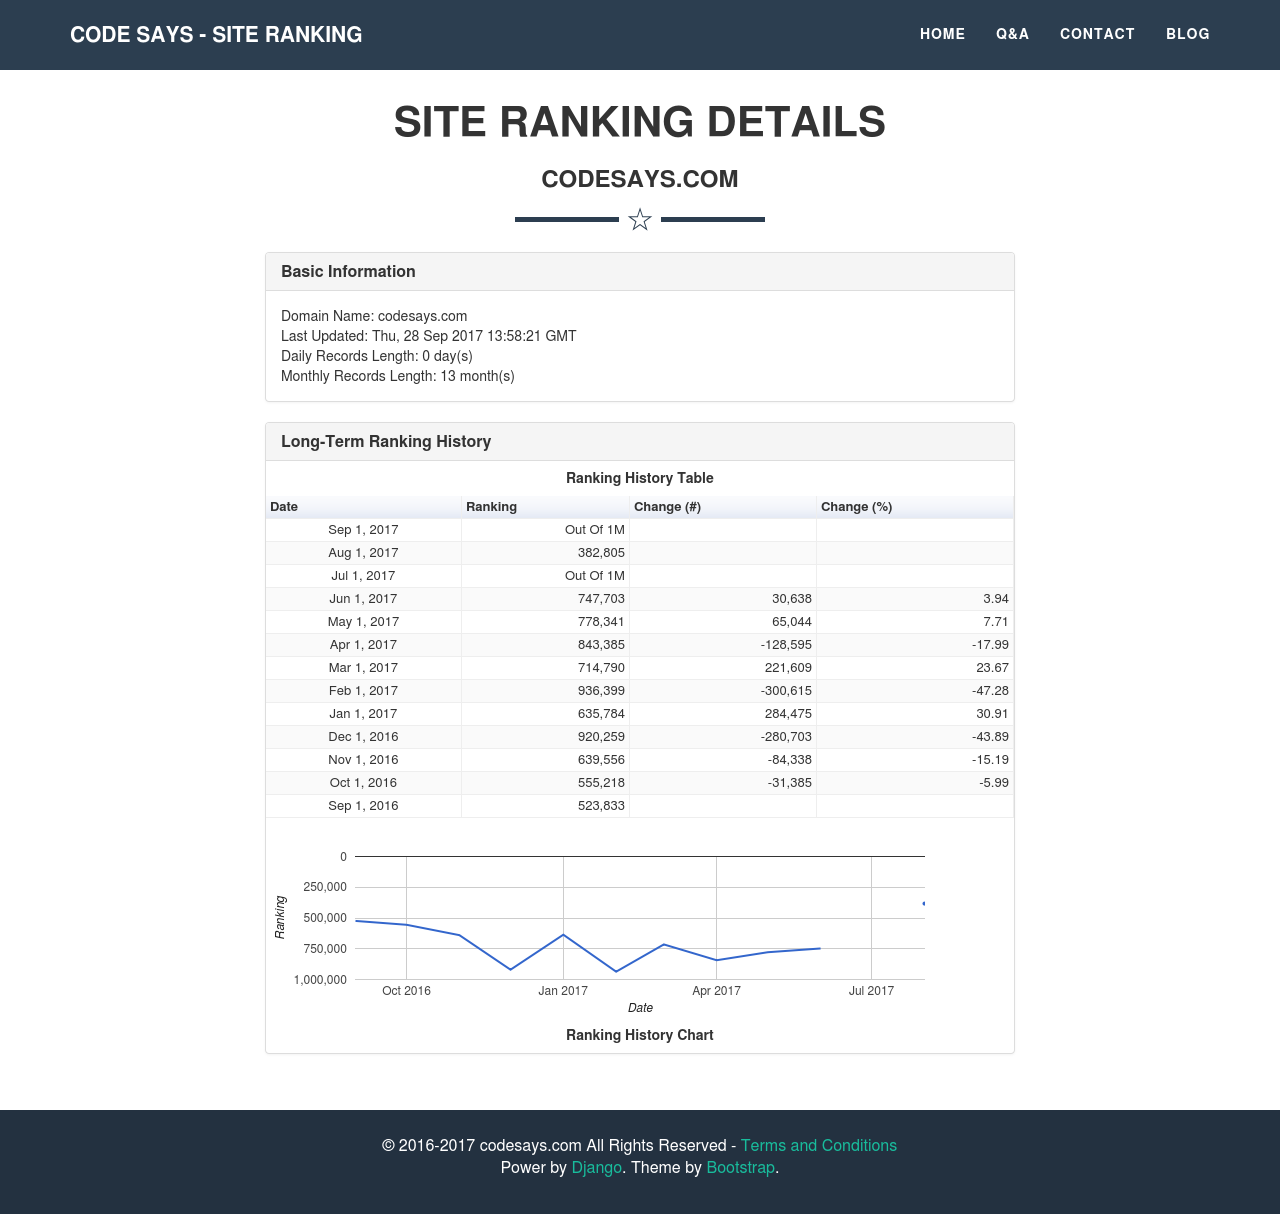 CODE SAYS - SITE RANKING HOME Q&A CONTACT BLOG
SITE RANKING DETAILS
CODESAYS.COM
Basic Information
Domain Name: codesays.com
Last Updated: Thu, 28 Sep 2017 13:58:21 GMT
Daily Records Length: 0 day(s)
Monthly Records Length: 13 month(s)
Long-Term Ranking History
Ranking History Table
Date Ranking Change (#) Change (%)
Sep 1, 2017 Out Of 1M
Aug 1, 2017 382,805
Jul 1, 2017 Out Of 1M
Jun 1, 2017 747,703 30,638 3.94
May 1, 2017 778,341 65,044 7.71
Apr 1, 2017 843,385 -128,595 -17.99
Mar 1, 2017 714,790 221,609 23.67
Feb 1, 2017 936,399 -300,615 -47.28
Jan 1, 2017 635,784 284,475 30.91
Dec 1, 2016 920,259 -280,703 -43.89
Nov 1, 2016 639,556 -84,338 -15.19
Oct 1, 2016 555,218 -31,385 -5.99
Sep 1, 2016 523,833
0
250,000
500,000
750,000
1,000,000
Ranking
Oct 2016 Jan 2017 Apr 2017 Jul 2017
Date
Ranking History Chart
© 2016-2017 codesays.com All Rights Reserved - Terms and Conditions
Power by Django. Theme by Bootstrap.